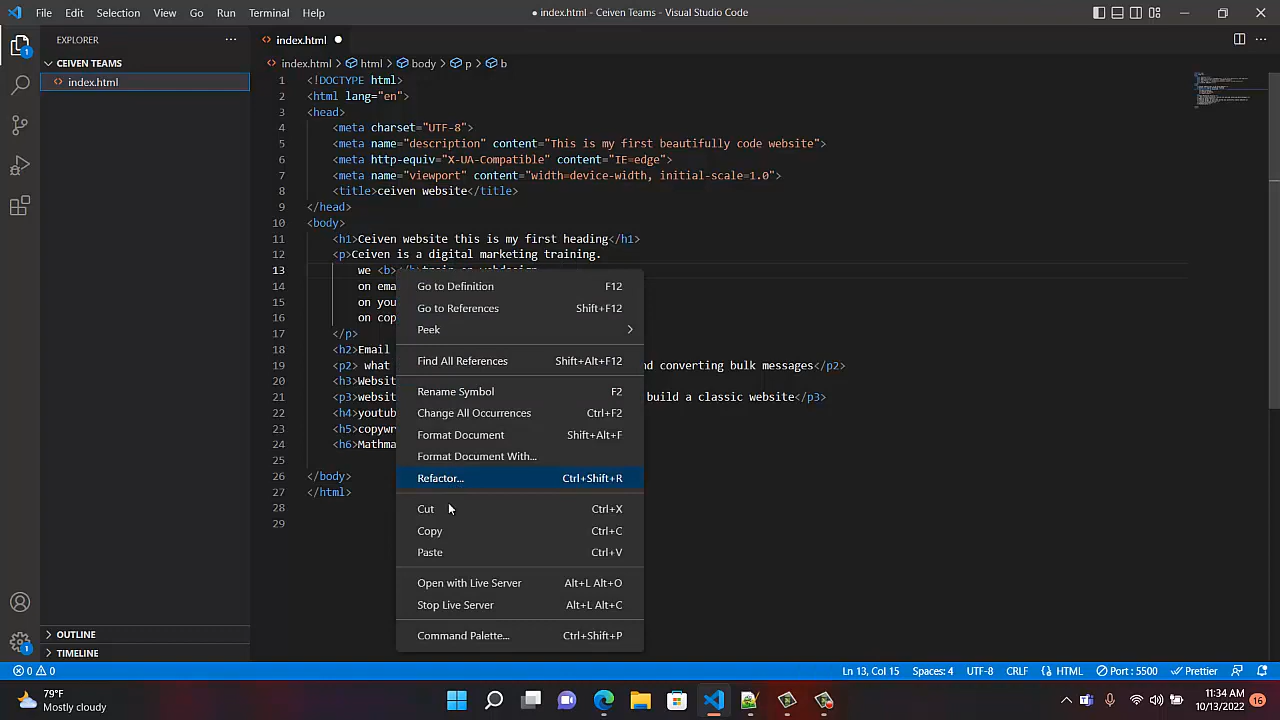 File Edit Selection View Go Run Terminal Help
● index.html - Ceiven Teams - Visual Studio Code
EXPLORER
CEIVEN TEAMS
index.html
index.html
index.html > html > body > p > b
1 <!DOCTYPE html>
2 <html lang="en">
3 <head>
4 <meta charset="UTF-8">
5 <meta name="description" content="This is my first beautifully code website">
6 <meta http-equiv="X-UA-Compatible" content="IE=edge">
7 <meta name="viewport" content="width=device-width, initial-scale=1.0">
8 <title>ceiven website</title>
9 </head>
10 <body>
11 <h1>Ceiven website this is my first heading</h1>
12 <p>Ceiven is a digital marketing training.
13 we <b></b>train on webdesign
14 on ema
15 on you
16 on cop
17 </p>
18 <h2>Email
19 <p2> what nd converting bulk messages</p2>
20 <h3>Websit
21 <p3>websit build a classic website</p3>
22 <h4>youtub
23 <h5>copywr
24 <h6>Mathma
25
26 </body>
27 </html>
28
29
Go to Definition F12
Go to References Shift+F12
Peek
Find All References Shift+Alt+F12
Rename Symbol F2
Change All Occurrences Ctrl+F2
Format Document Shift+Alt+F
Format Document With...
Refactor... Ctrl+Shift+R
Cut Ctrl+X
Copy Ctrl+C
Paste Ctrl+V
Open with Live Server Alt+L Alt+O
Stop Live Server Alt+L Alt+C
Command Palette... Ctrl+Shift+P
1
1
OUTLINE
TIMELINE
0 0
Ln 13, Col 15 Spaces: 4 UTF-8 CRLF HTML Port : 5500 Prettier
79°F
Mostly cloudy
11:34 AM
10/13/2022
16